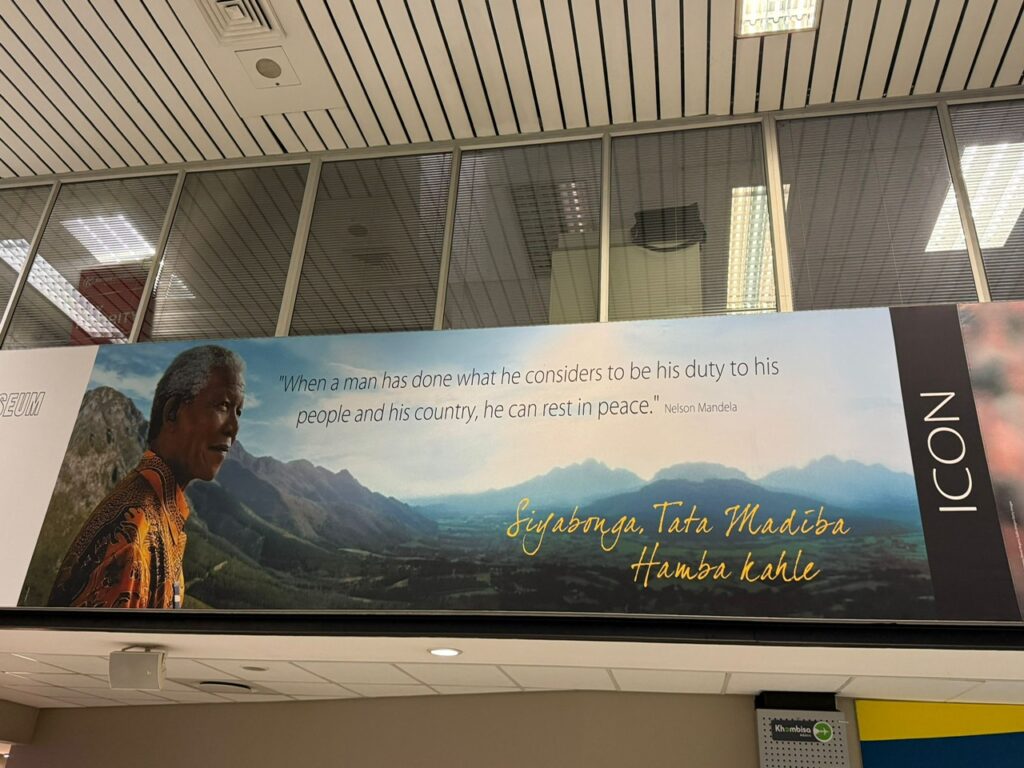 SEUM
"When a man has done what he considers to be his duty to his
people and his country, he can rest in peace." Nelson Mandela
Siyabonga, Tata Madiba
Hamba kahle
ICON
Khombisa